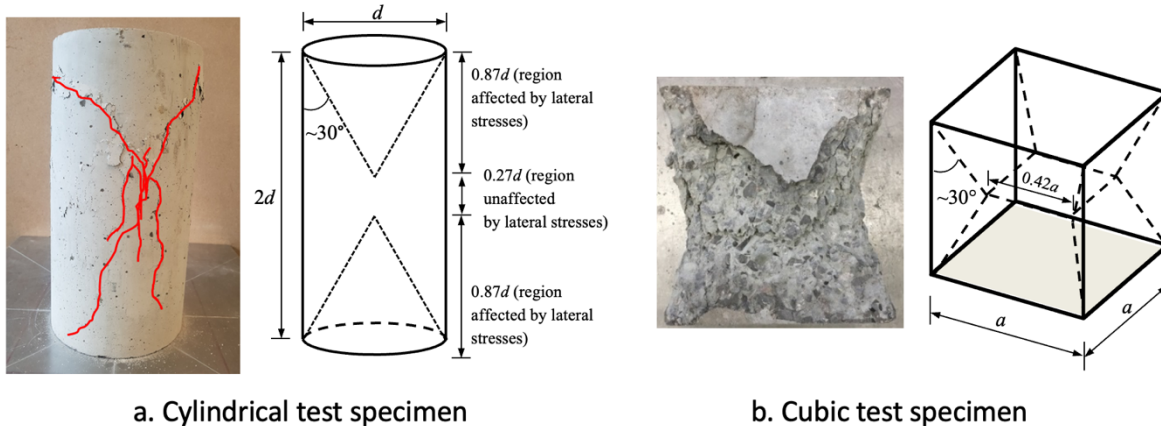 d
0.87d (region
affected by lateral
stresses)
~30°
2d
0.27d (region
unaffected
by lateral stresses)
0.87d (region
affected by lateral
stresses)
0.42a
~30°
a
a
a. Cylindrical test specimen
b. Cubic test specimen